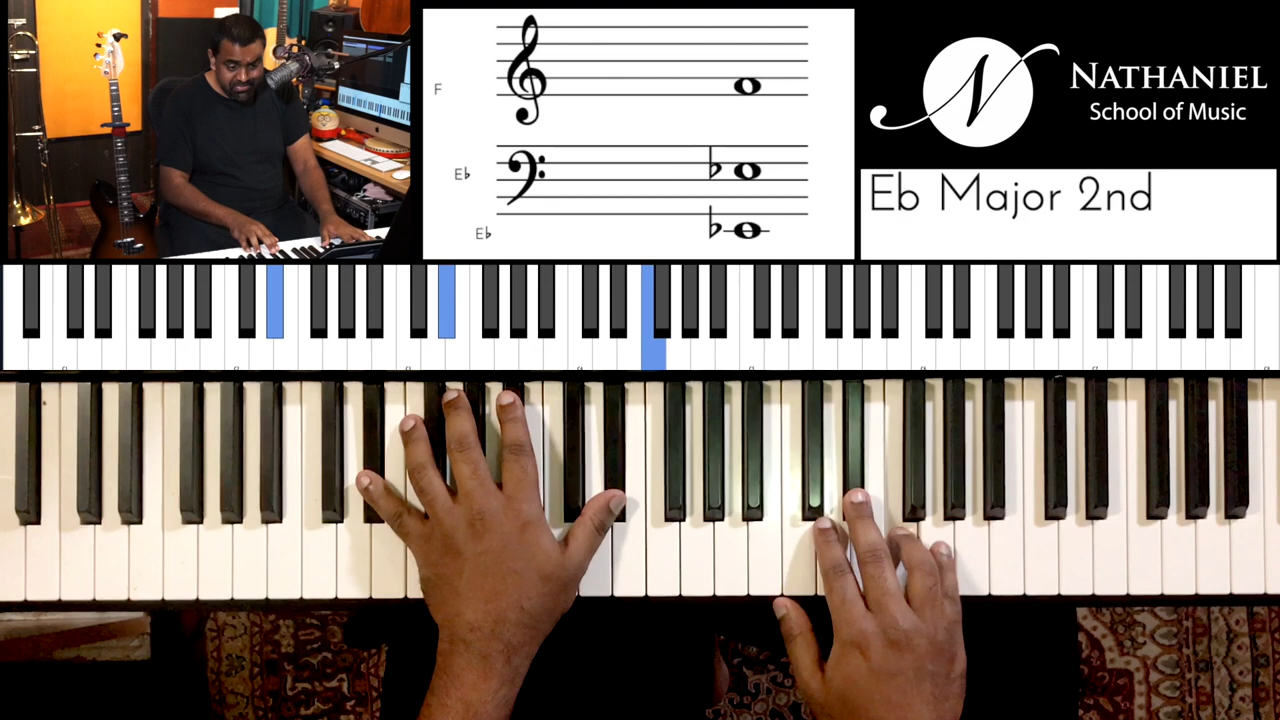 F
E♭
E♭
NATHANIEL
School of Music
Eb Major 2nd